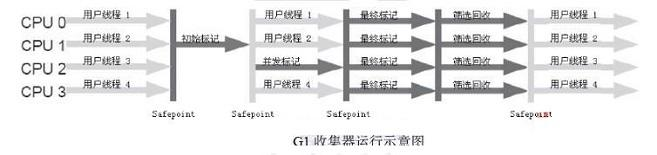 CPU 0 用户线程 1 用户线程 1 最终标记 筛选回收 用户线程 1
CPU 1 用户线程 2 初始标记 用户线程 2 最终标记 筛选回收 用户线程 2
CPU 2 用户线程 3 并发标记 最终标记 筛选回收 用户线程 3
CPU 3 用户线程 4 用户线程 4 最终标记 筛选回收 用户线程 4
Safepoint Safepoint Safepoint Safepoint
G1 收集器运行示意图